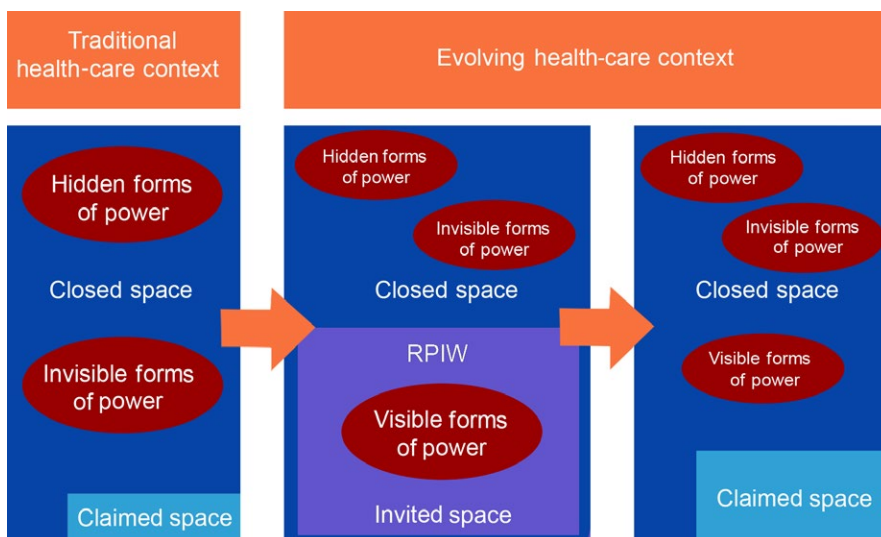 Traditional
health-care context
Evolving health-care context
Hidden forms
of power
Closed space
Invisible forms
of power
Claimed space
Hidden forms
of power
Invisible forms
of power
Closed space
RPIW
Visible forms
of power
Invited space
Hidden forms
of power
Invisible forms
of power
Closed space
Visible forms
of power
Claimed space